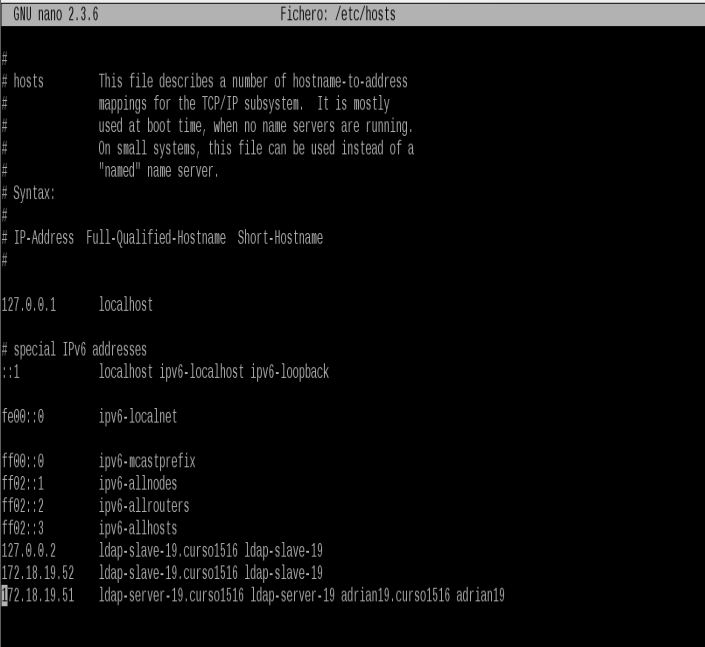 GNU nano 2.3.6 Fichero: /etc/hosts
#
# hosts This file describes a number of hostname-to-address
# mappings for the TCP/IP subsystem. It is mostly
# used at boot time, when no name servers are running.
# On small systems, this file can be used instead of a
# "named" name server.
# Syntax:
#
# IP-Address Full-Qualified-Hostname Short-Hostname
#
127.0.0.1 localhost
# special IPv6 addresses
::1 localhost ipv6-localhost ipv6-loopback
fe00::0 ipv6-localnet
ff00::0 ipv6-mcastprefix
ff02::1 ipv6-allnodes
ff02::2 ipv6-allrouters
ff02::3 ipv6-allhosts
127.0.0.2 ldap-slave-19.curso1516 ldap-slave-19
172.18.19.52 ldap-slave-19.curso1516 ldap-slave-19
172.18.19.51 ldap-server-19.curso1516 ldap-server-19 adrian19.curso1516 adrian19